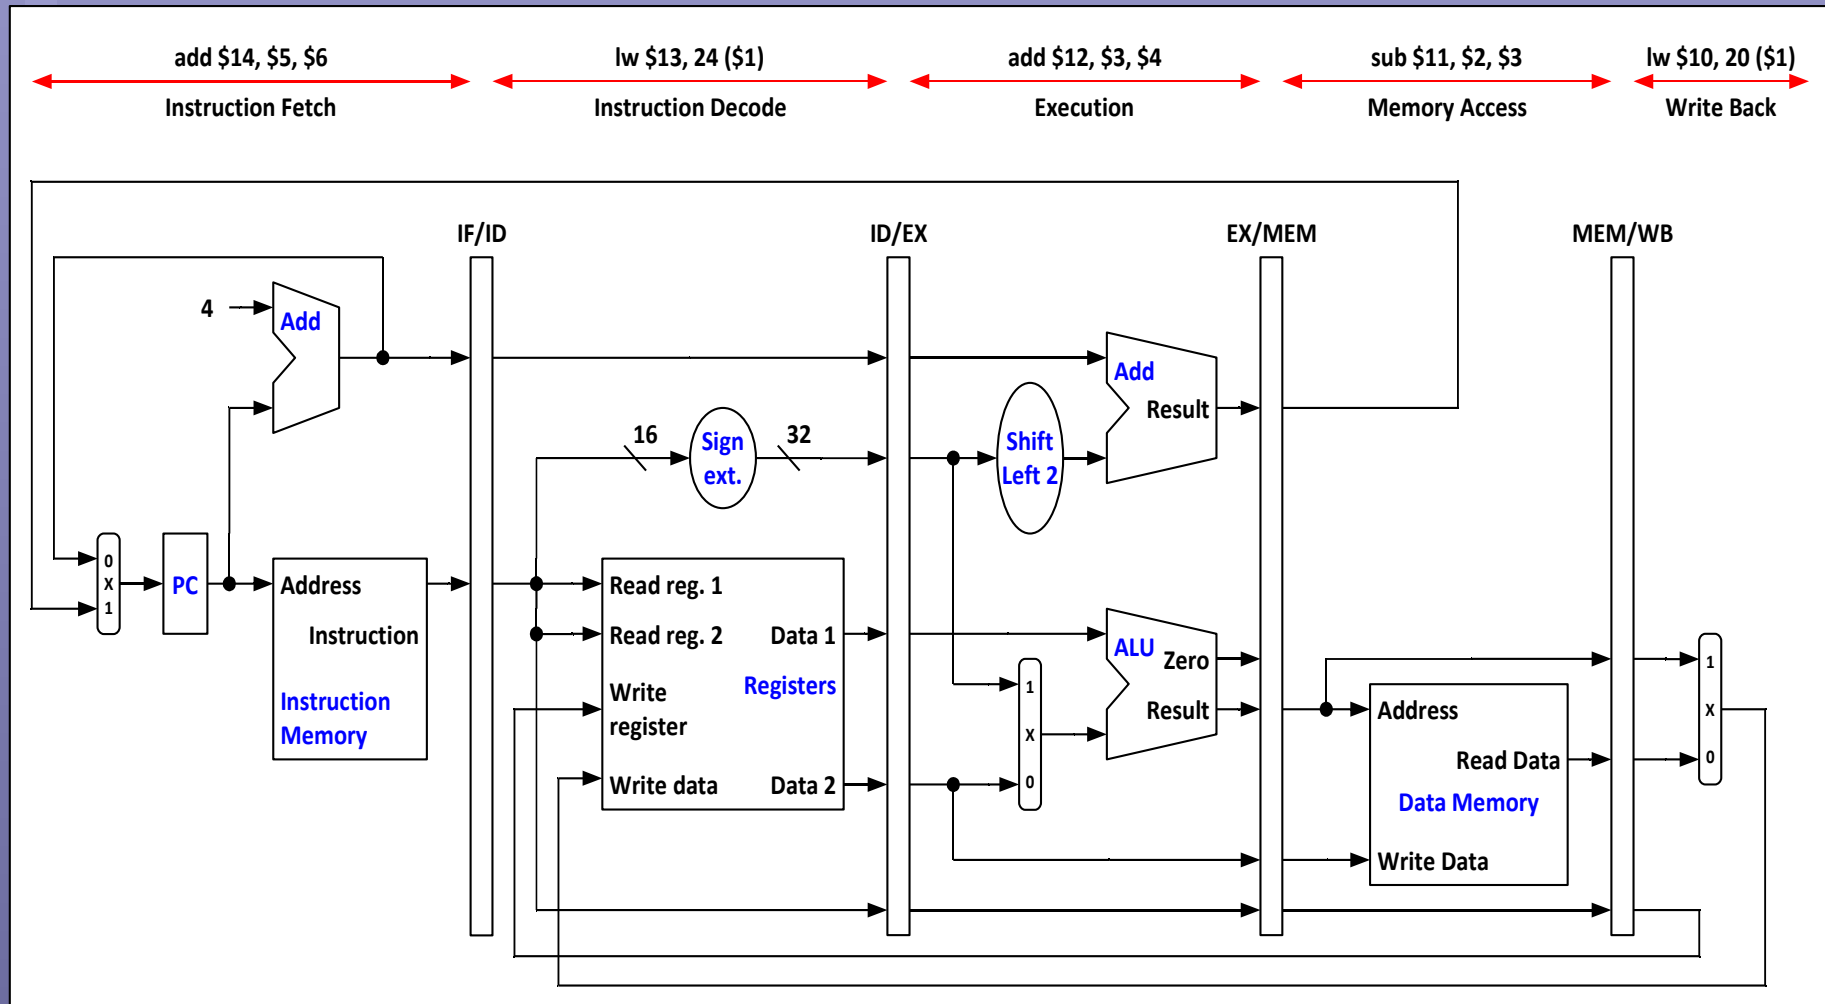 add $14, $5, $6
lw $13, 24 ($1)
add $12, $3, $4
sub $11, $2, $3
lw $10, 20 ($1)
Instruction Fetch
Instruction Decode
Execution
Memory Access
Write Back
IF/ID
ID/EX
EX/MEM
MEM/WB
4
Add
Add
Result
16
Sign
ext.
32
Shift
Left 2
0
X
1
PC
Address
Instruction
Instruction
Memory
Read reg. 1
Read reg. 2
Data 1
Write
register
Registers
Write data
Data 2
1
X
0
ALU
Zero
Result
Address
Read Data
Data Memory
Write Data
1
X
0